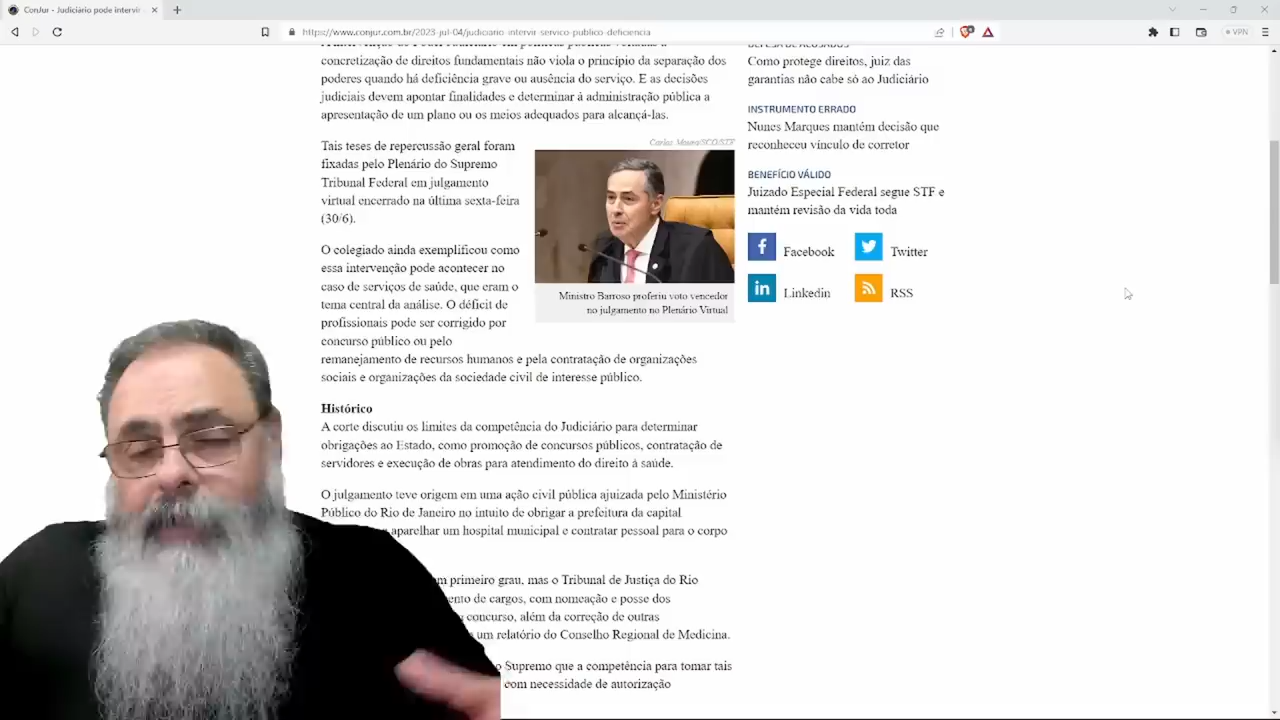 ConJur - Judiciário pode intervir
https://www.conjur.com.br/2023-jul-04/judiciario-intervir-servico-publico-deficiencia
VPN
concretização de direitos fundamentais não viola o princípio da separação dos
poderes quando há deficiência grave ou ausência do serviço. E as decisões
judiciais devem apontar finalidades e determinar à administração pública a
apresentação de um plano ou os meios adequados para alcançá-las.
Tais teses de repercussão geral foram
fixadas pelo Plenário do Supremo
Tribunal Federal em julgamento
virtual encerrado na última sexta-feira
(30/6).
O colegiado ainda exemplificou como
essa intervenção pode acontecer no
caso de serviços de saúde, que eram o
tema central da análise. O déficit de
profissionais pode ser corrigido por
concurso público ou pelo
remanejamento de recursos humanos e pela contratação de organizações
sociais e organizações da sociedade civil de interesse público.
Carlos Moura/SCO/STF
Ministro Barroso proferiu voto vencedor
no julgamento no Plenário Virtual
Histórico
A corte discutiu os limites da competência do Judiciário para determinar
obrigações ao Estado, como promoção de concursos públicos, contratação de
servidores e execução de obras para atendimento do direito à saúde.
O julgamento teve origem em uma ação civil pública ajuizada pelo Ministério
Público do Rio de Janeiro no intuito de obrigar a prefeitura da capital
aparelhar um hospital municipal e contratar pessoal para o corpo
m primeiro grau, mas o Tribunal de Justiça do Rio
ento de cargos, com nomeação e posse dos
concurso, além da correção de outras
um relatório do Conselho Regional de Medicina.
o Supremo que a competência para tomar tais
com necessidade de autorização
DEFESA DE ACUSADOS
Como protege direitos, juiz das
garantias não cabe só ao Judiciário
INSTRUMENTO ERRADO
Nunes Marques mantém decisão que
reconheceu vínculo de corretor
BENEFÍCIO VÁLIDO
Juizado Especial Federal segue STF e
mantém revisão da vida toda
Facebook
Twitter
Linkedin
RSS